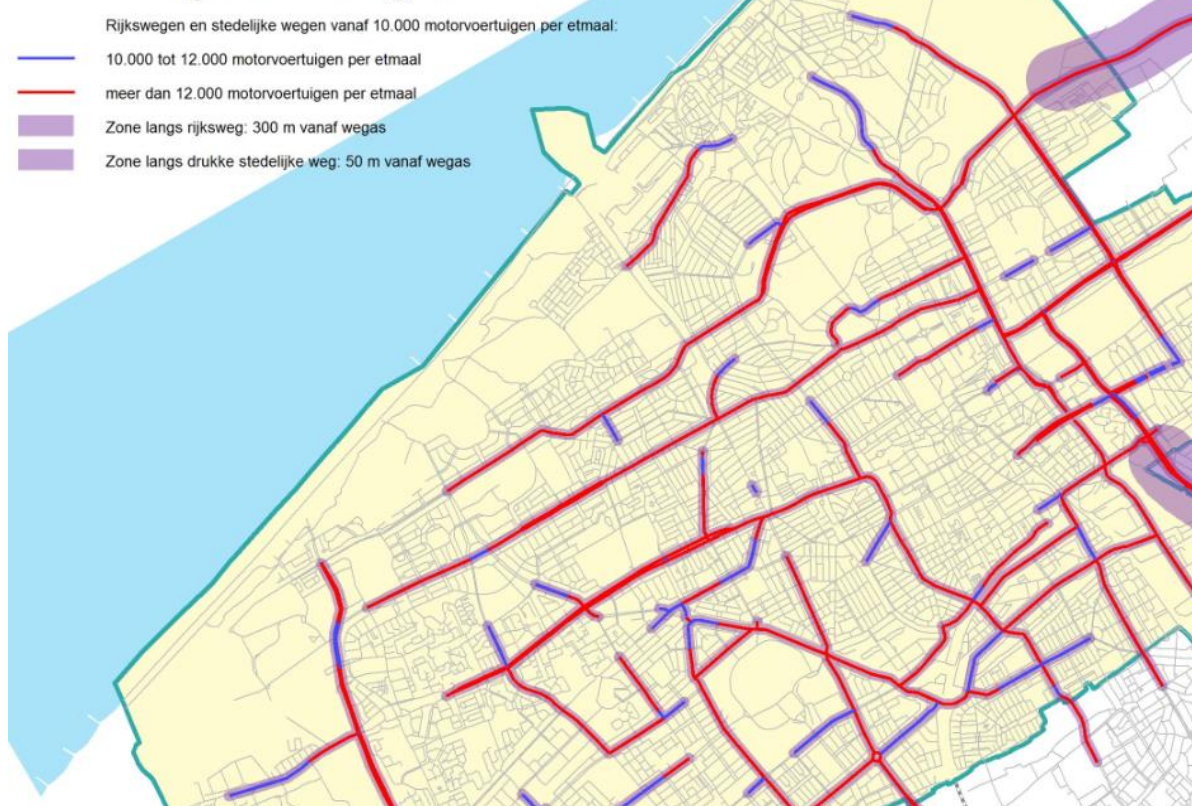 Rijkswegen en stedelijke wegen vanaf 10.000 motorvoertuigen per etmaal:
10.000 tot 12.000 motorvoertuigen per etmaal
meer dan 12.000 motorvoertuigen per etmaal
Zone langs rijksweg: 300 m vanaf wegas
Zone langs drukke stedelijke weg: 50 m vanaf wegas